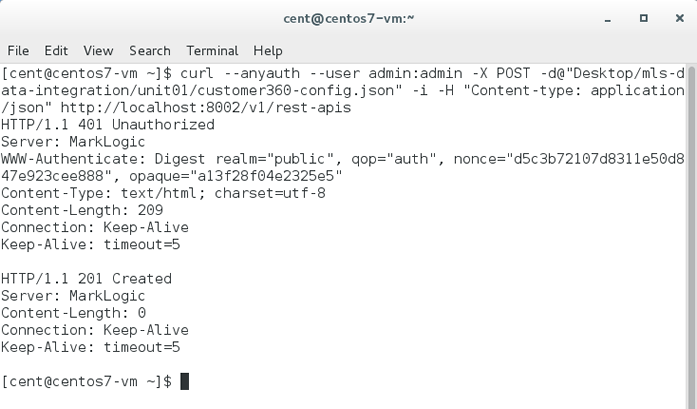 cent@centos7-vm:~
File Edit View Search Terminal Help
[cent@centos7-vm ~]$ curl --anyauth --user admin:admin -X POST -d@"Desktop/mls-d
ata-integration/unit01/customer360-config.json" -i -H "Content-type: application
/json" http://localhost:8002/v1/rest-apis
HTTP/1.1 401 Unauthorized
Server: MarkLogic
WWW-Authenticate: Digest realm="public", qop="auth", nonce="d5c3b72107d8311e50d8
47e923cee888", opaque="a13f28f04e2325e5"
Content-Type: text/html; charset=utf-8
Content-Length: 209
Connection: Keep-Alive
Keep-Alive: timeout=5
HTTP/1.1 201 Created
Server: MarkLogic
Content-Length: 0
Connection: Keep-Alive
Keep-Alive: timeout=5
[cent@centos7-vm ~]$